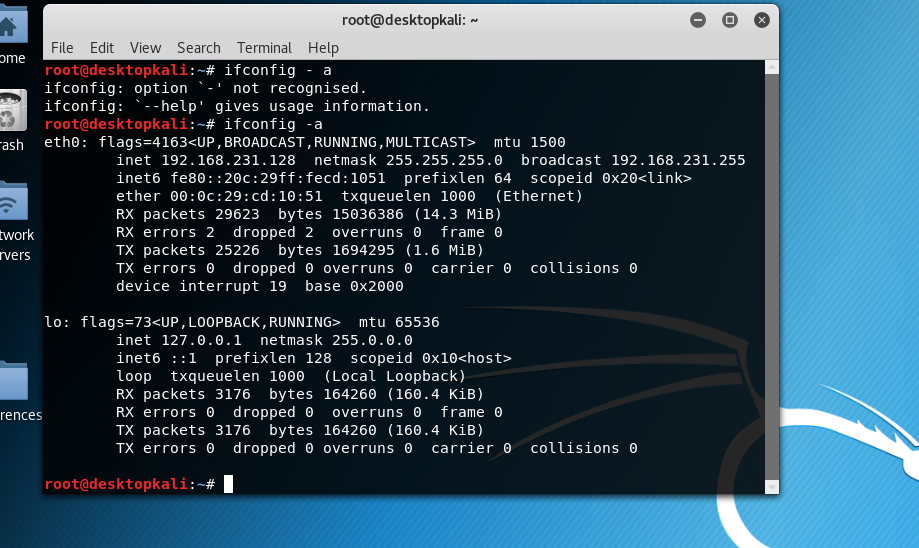 root@desktopkali: ~
File Edit View Search Terminal Help
root@desktopkali:~# ifconfig - a
ifconfig: option `-' not recognised.
ifconfig: `--help' gives usage information.
root@desktopkali:~# ifconfig -a
eth0: flags=4163<UP,BROADCAST,RUNNING,MULTICAST>  mtu 1500
        inet 192.168.231.128  netmask 255.255.255.0  broadcast 192.168.231.255
        inet6 fe80::20c:29ff:fecd:1051  prefixlen 64  scopeid 0x20<link>
        ether 00:0c:29:cd:10:51  txqueuelen 1000  (Ethernet)
        RX packets 29623  bytes 15036386 (14.3 MiB)
        RX errors 2  dropped 2  overruns 0  frame 0
        TX packets 25226  bytes 1694295 (1.6 MiB)
        TX errors 0  dropped 0 overruns 0  carrier 0  collisions 0
        device interrupt 19  base 0x2000

lo: flags=73<UP,LOOPBACK,RUNNING>  mtu 65536
        inet 127.0.0.1  netmask 255.0.0.0
        inet6 ::1  prefixlen 128  scopeid 0x10<host>
        loop  txqueuelen 1000  (Local Loopback)
        RX packets 3176  bytes 164260 (160.4 KiB)
        RX errors 0  dropped 0  overruns 0  frame 0
        TX packets 3176  bytes 164260 (160.4 KiB)
        TX errors 0  dropped 0 overruns 0  carrier 0  collisions 0

root@desktopkali:~#
ome
rash
twork
rvers
rences